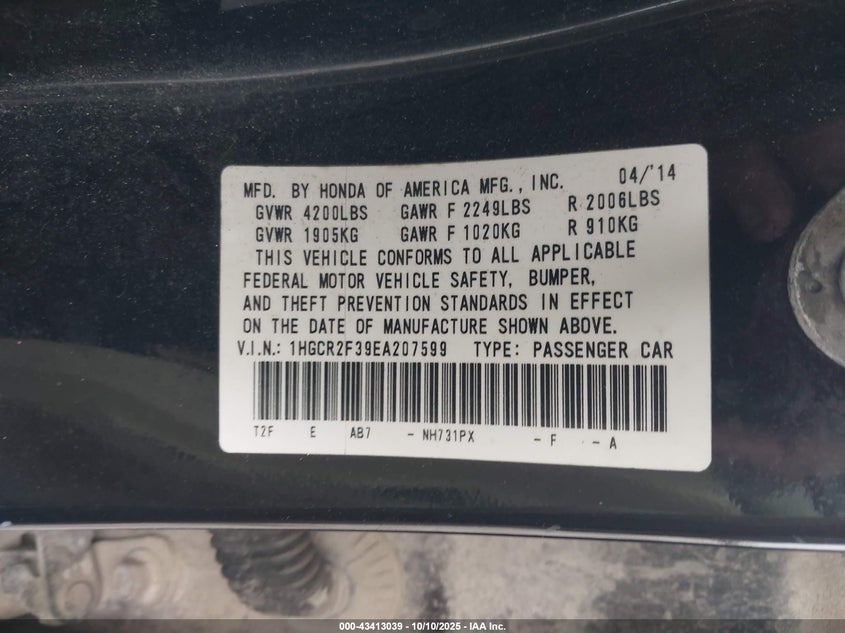 MFD. BY HONDA OF AMERICA MFG., INC. 04/'14
GVWR 4200LBS GAWR F 2249LBS R 2006LBS
GVWR 1905KG GAWR F 1020KG R 910KG
THIS VEHICLE CONFORMS TO ALL APPLICABLE
FEDERAL MOTOR VEHICLE SAFETY, BUMPER,
AND THEFT PREVENTION STANDARDS IN EFFECT
ON THE DATE OF MANUFACTURE SHOWN ABOVE.
V.I.N.: 1HGCR2F39EA207599 TYPE: PASSENGER CAR
T2F E AB7 - NH731PX - F - A
000-43413039 - 10/10/2025 - IAA Inc.